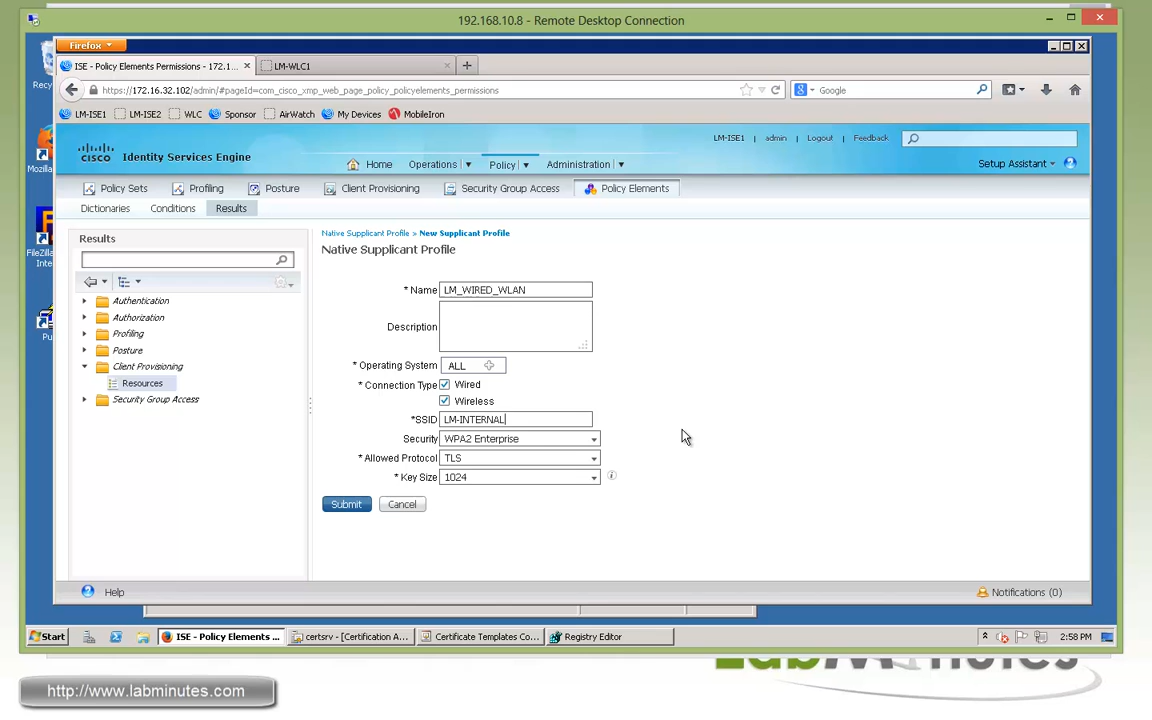 192.168.10.8 - Remote Desktop Connection
Firefox
ISE - Policy Elements Permissions - 172.1...
LM-WLC1
https://172.16.32.102/admin/#pageId=com_cisco_xmp_web_page_policy_policyelements_permissions
Google
LM-ISE1 LM-ISE2 WLC Sponsor AirWatch My Devices MobileIron
Recy
Mozilla
FileZilla
Inte
Pu
cisco Identity Services Engine
LM-ISE1 admin Logout Feedback
Home Operations Policy Administration
Setup Assistant
Policy Sets Profiling Posture Client Provisioning Security Group Access Policy Elements
Dictionaries Conditions Results
Results
Authentication
Authorization
Profiling
Posture
Client Provisioning
Resources
Security Group Access
Native Supplicant Profile > New Supplicant Profile
Native Supplicant Profile
* Name LM_WIRED_WLAN
Description
* Operating System ALL
* Connection Type Wired
Wireless
*SSID LM-INTERNAL
Security WPA2 Enterprise
* Allowed Protocol TLS
* Key Size 1024
Submit Cancel
Help
Notifications (0)
Start ISE - Policy Elements ... certsrv - [Certification A... Certificate Templates Co... Registry Editor 2:58 PM
http://www.labminutes.com